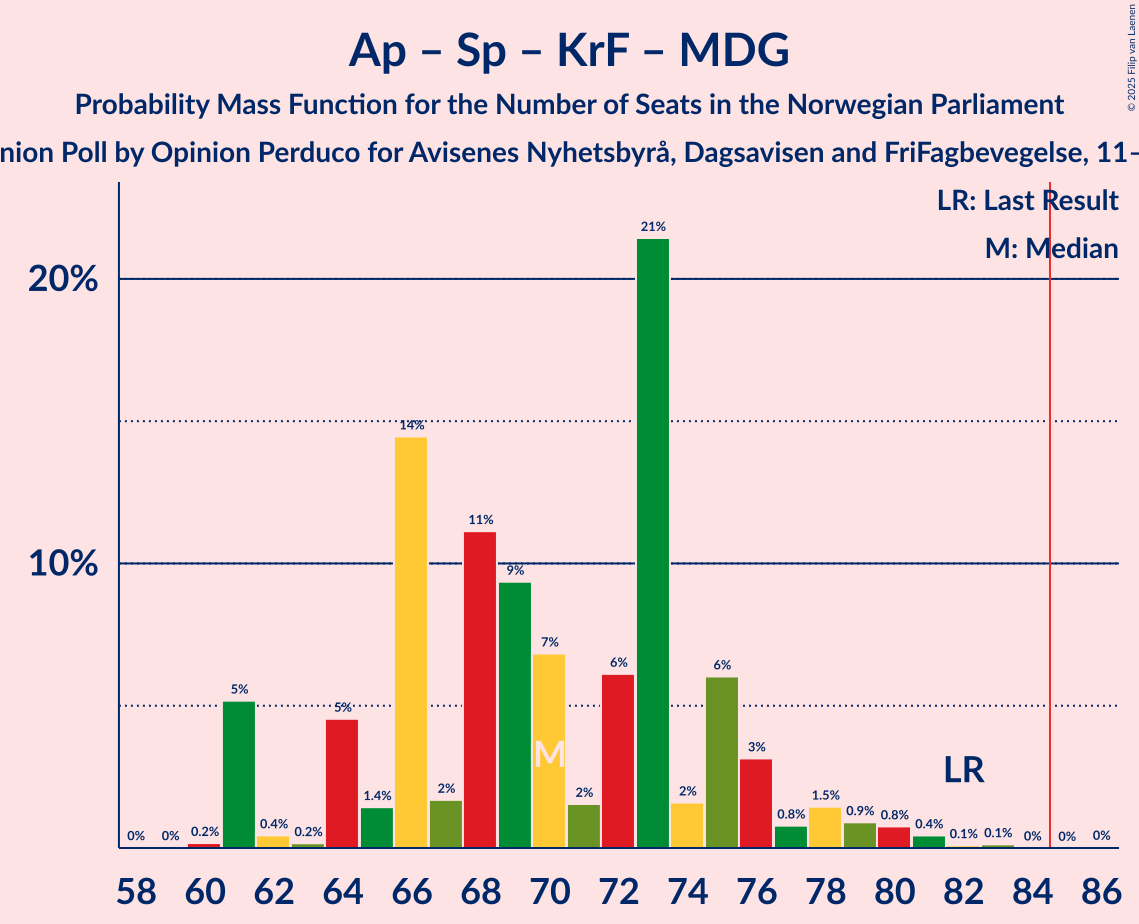 Ap – Sp – KrF – MDG
Probability Mass Function for the Number of Seats in the Norwegian Parliament
nion Poll by Opinion Perduco for Avisenes Nyhetsbyrå, Dagsavisen and FriFagbevegelse, 11–
© 2025 Filip van Laenen
LR: Last Result
M: Median
20%
10%
0% 0% 0.2% 5% 0.4% 0.2% 5% 1.4% 14% 2% 11% 9% 7% 2% 6% 21% 2% 6% 3% 0.8% 1.5% 0.9% 0.8% 0.4% 0.1% 0.1% 0% 0% 0%
M
LR
58 60 62 64 66 68 70 72 74 76 78 80 82 84 86